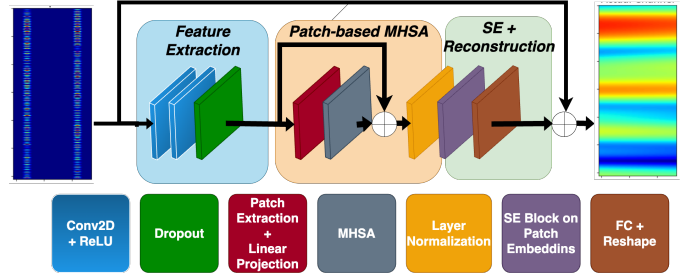 Feature
Extraction
Patch-based MHSA
SE +
Reconstruction
Conv2D
+ ReLU
Dropout
Patch
Extraction
+
Linear
Projection
MHSA
Layer
Normalization
SE Block on
Patch
Embeddins
FC +
Reshape